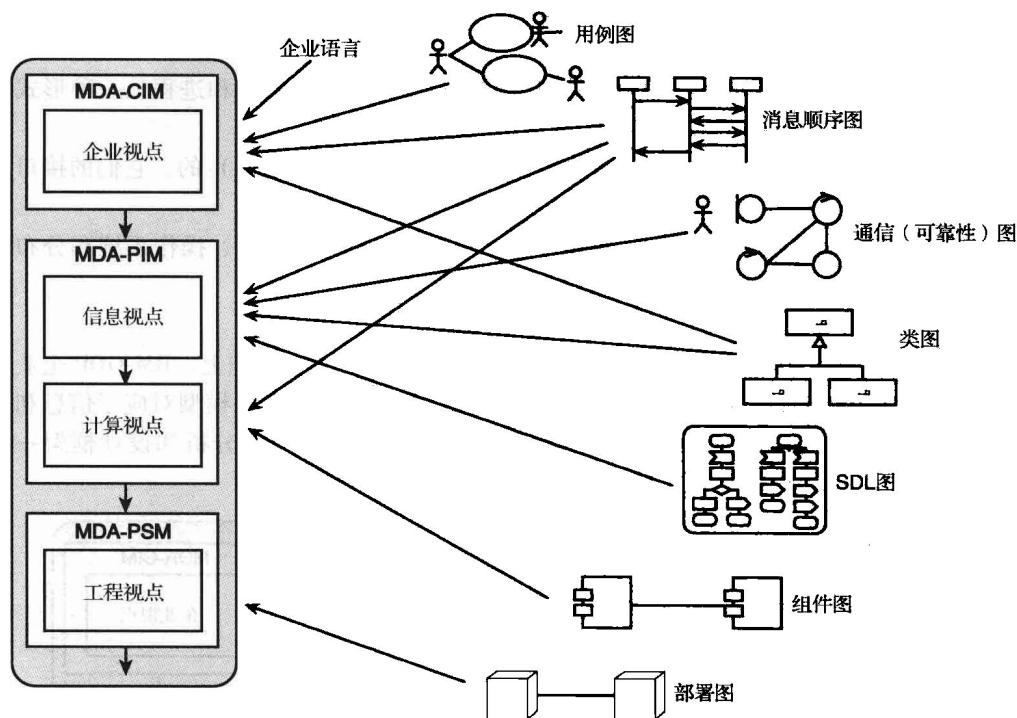 企业语言
用例图
MDA-CIM
企业视点
消息顺序图
通信（可靠性）图
MDA-PIM
信息视点
类图
计算视点
SDL图
MDA-PSM
工程视点
组件图
部署图